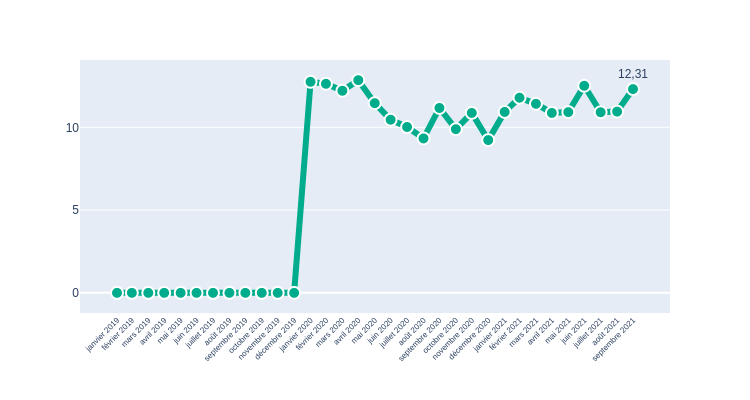 12,31
10
5
0
janvier 2019
février 2019
mars 2019
avril 2019
mai 2019
juin 2019
juillet 2019
août 2019
septembre 2019
octobre 2019
novembre 2019
décembre 2019
janvier 2020
février 2020
mars 2020
avril 2020
mai 2020
juin 2020
juillet 2020
août 2020
septembre 2020
octobre 2020
novembre 2020
décembre 2020
janvier 2021
février 2021
mars 2021
avril 2021
mai 2021
juin 2021
juillet 2021
août 2021
septembre 2021